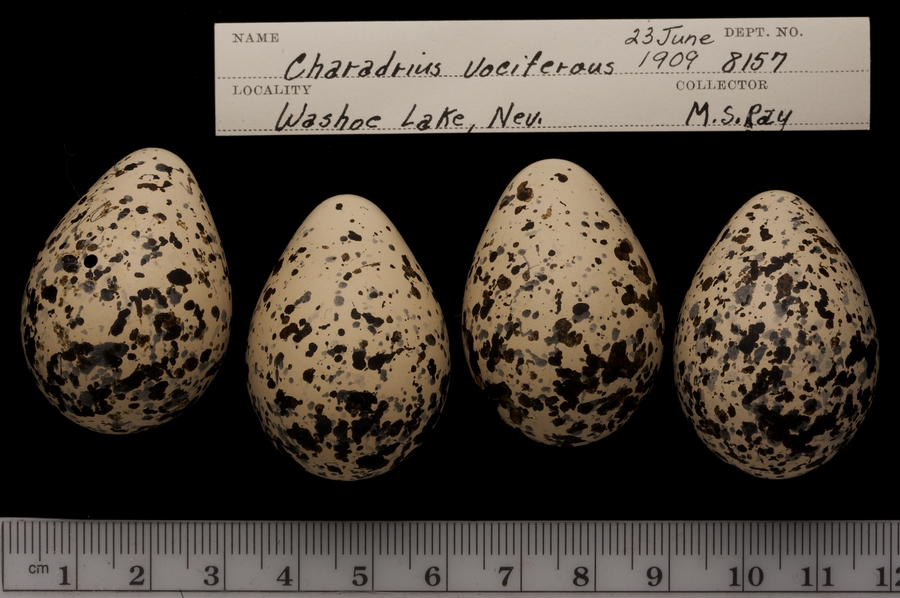 NAME 23 June DEPT. NO.
Charadrius vociferous 1909 8157
LOCALITY COLLECTOR
Washoe Lake, Nev. M.S.Ray
cm 1 2 3 4 5 6 7 8 9 10 11 12